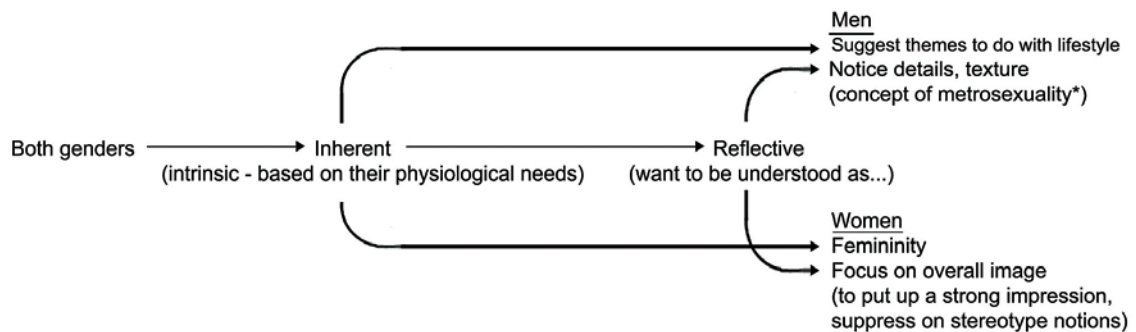 Men
Suggest themes to do with lifestyle
Notice details, texture
(concept of metrosexuality*)
Both genders
Inherent
Reflective
(intrinsic - based on their physiological needs)
(want to be understood as...)
Women
Femininity
Focus on overall image
(to put up a strong impression,
suppress on stereotype notions)